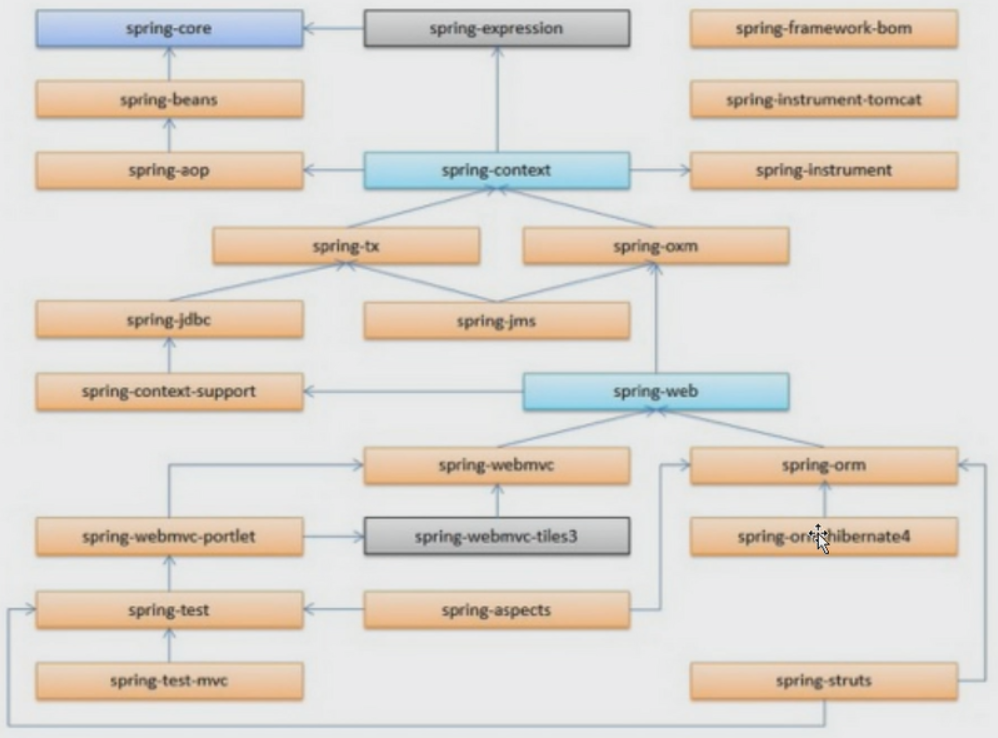 spring-core
spring-expression
spring-framework-bom
spring-beans
spring-instrument-tomcat
spring-aop
spring-context
spring-instrument
spring-tx
spring-oxm
spring-jdbc
spring-jms
spring-context-support
spring-web
spring-webmvc
spring-orm
spring-webmvc-portlet
spring-webmvc-tiles3
spring-orm-hibernate4
spring-test
spring-aspects
spring-test-mvc
spring-struts